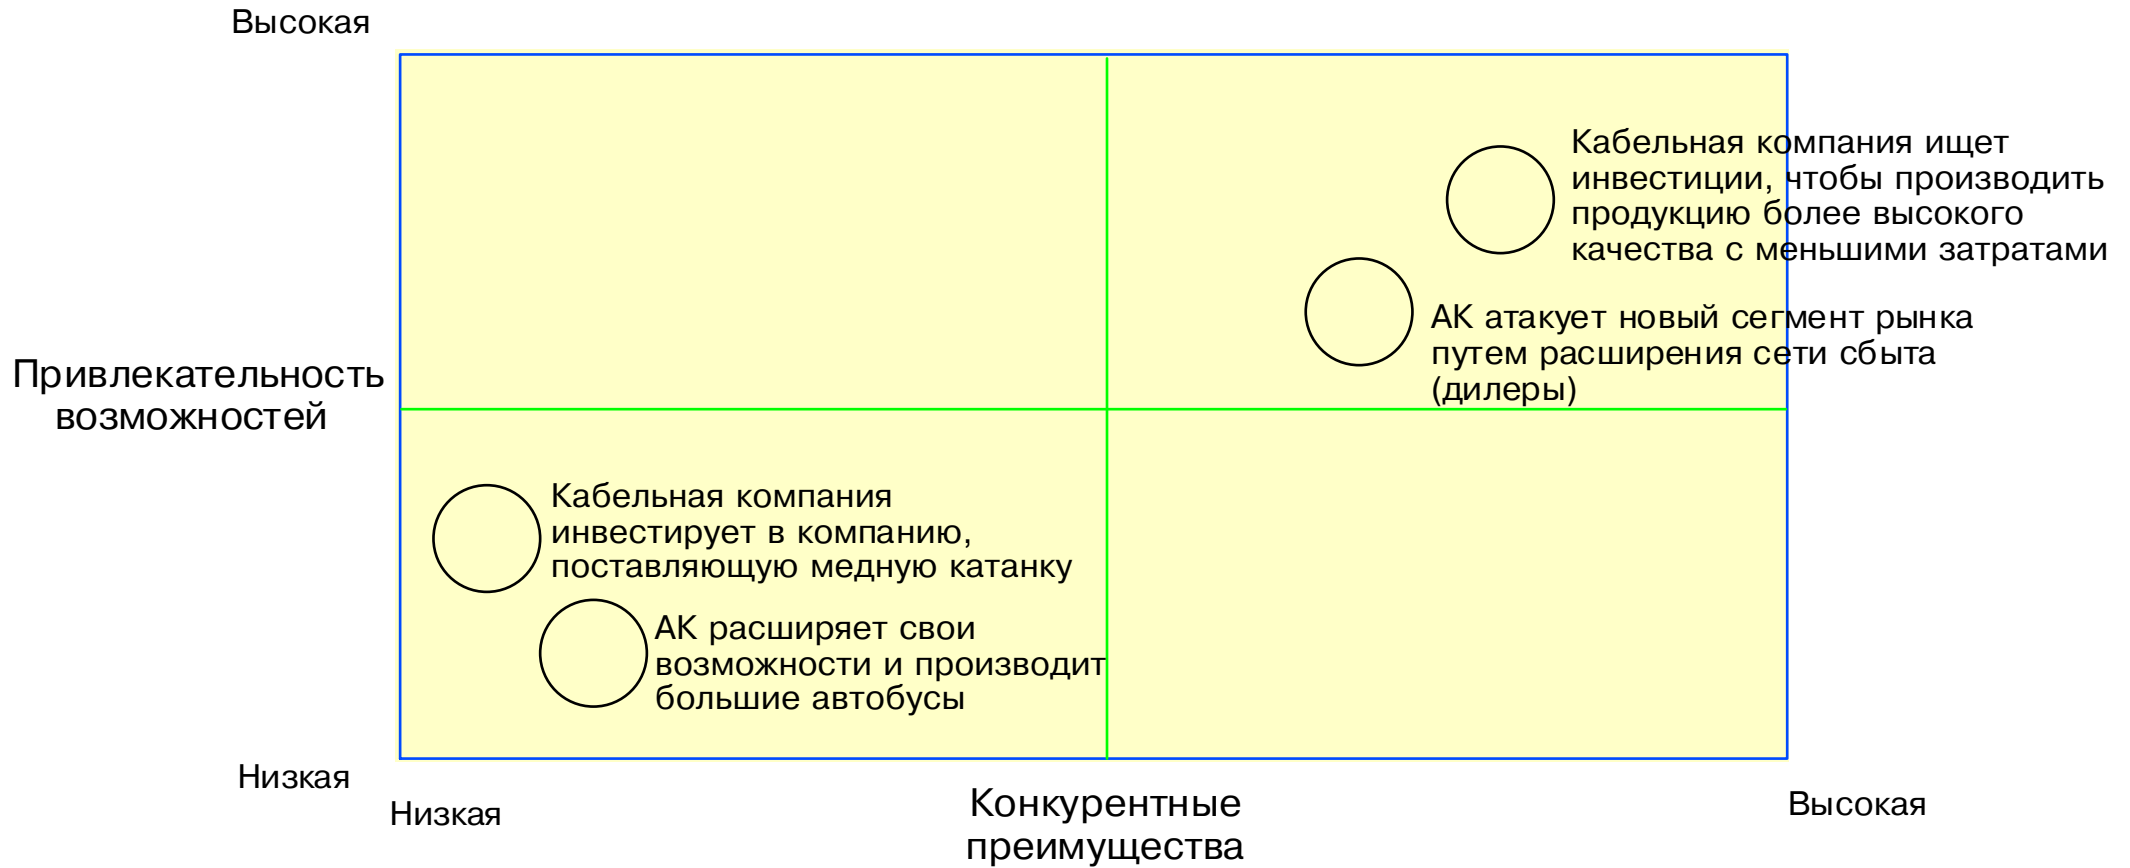 Высокая
Кабельная компания ищет
инвестиции, чтобы производить
продукцию более высокого
качества с меньшими затратами
АК атакует новый сегмент рынка
путем расширения сети сбыта
(дилеры)
Привлекательность
возможностей
Кабельная компания
инвестирует в компанию,
поставляющую медную катанку
АК расширяет свои
возможности и производит
большие автобусы
Низкая
Низкая
Конкурентные
преимущества
Высокая